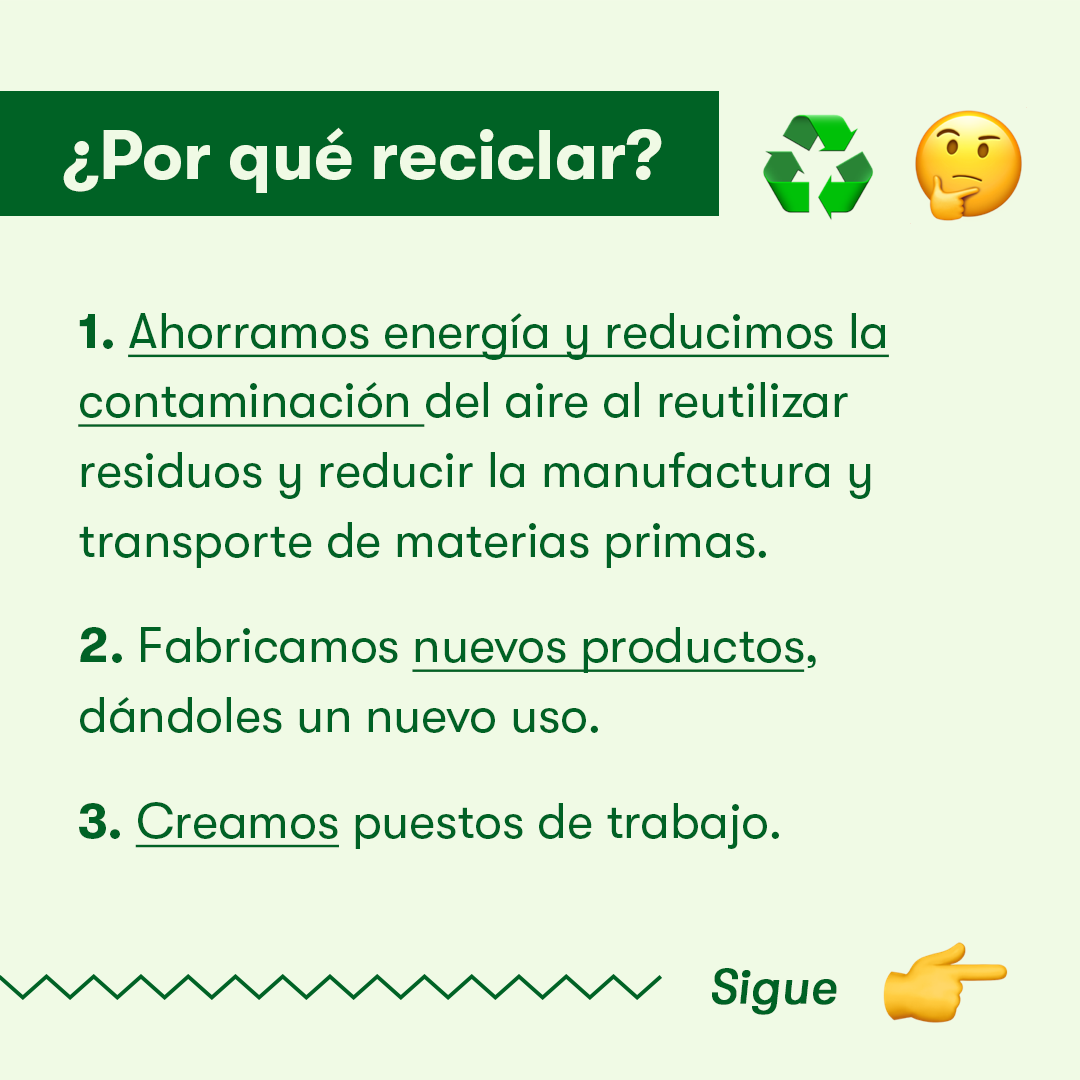 ¿Por qué reciclar?
1. Ahorramos energía y reducimos la
contaminación del aire al reutilizar
residuos y reducir la manufactura y
transporte de materias primas.
2. Fabricamos nuevos productos,
dándoles un nuevo uso.
3. Creamos puestos de trabajo.
Sigue